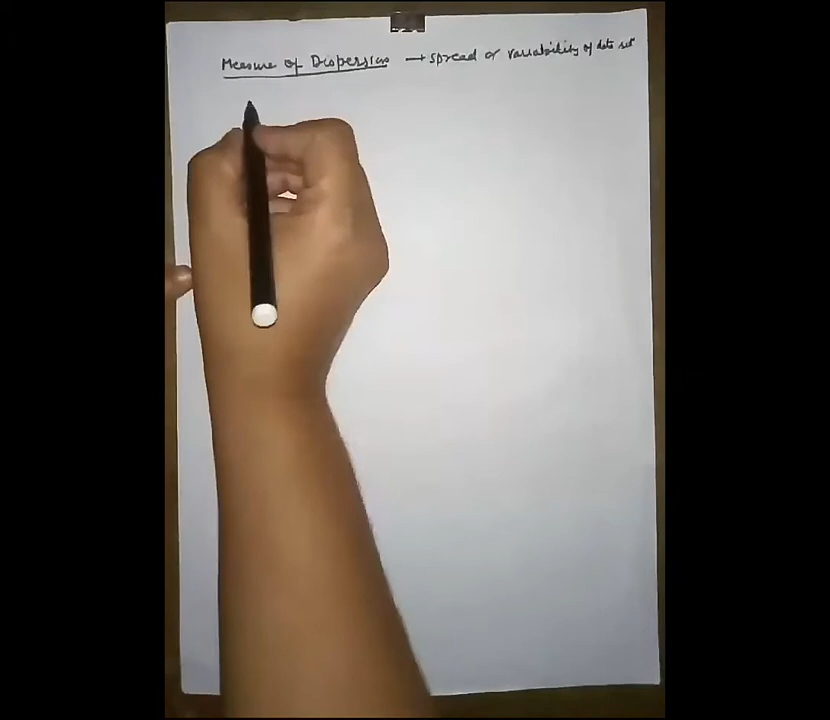 Measure of Dispersion → spread or variability of data set